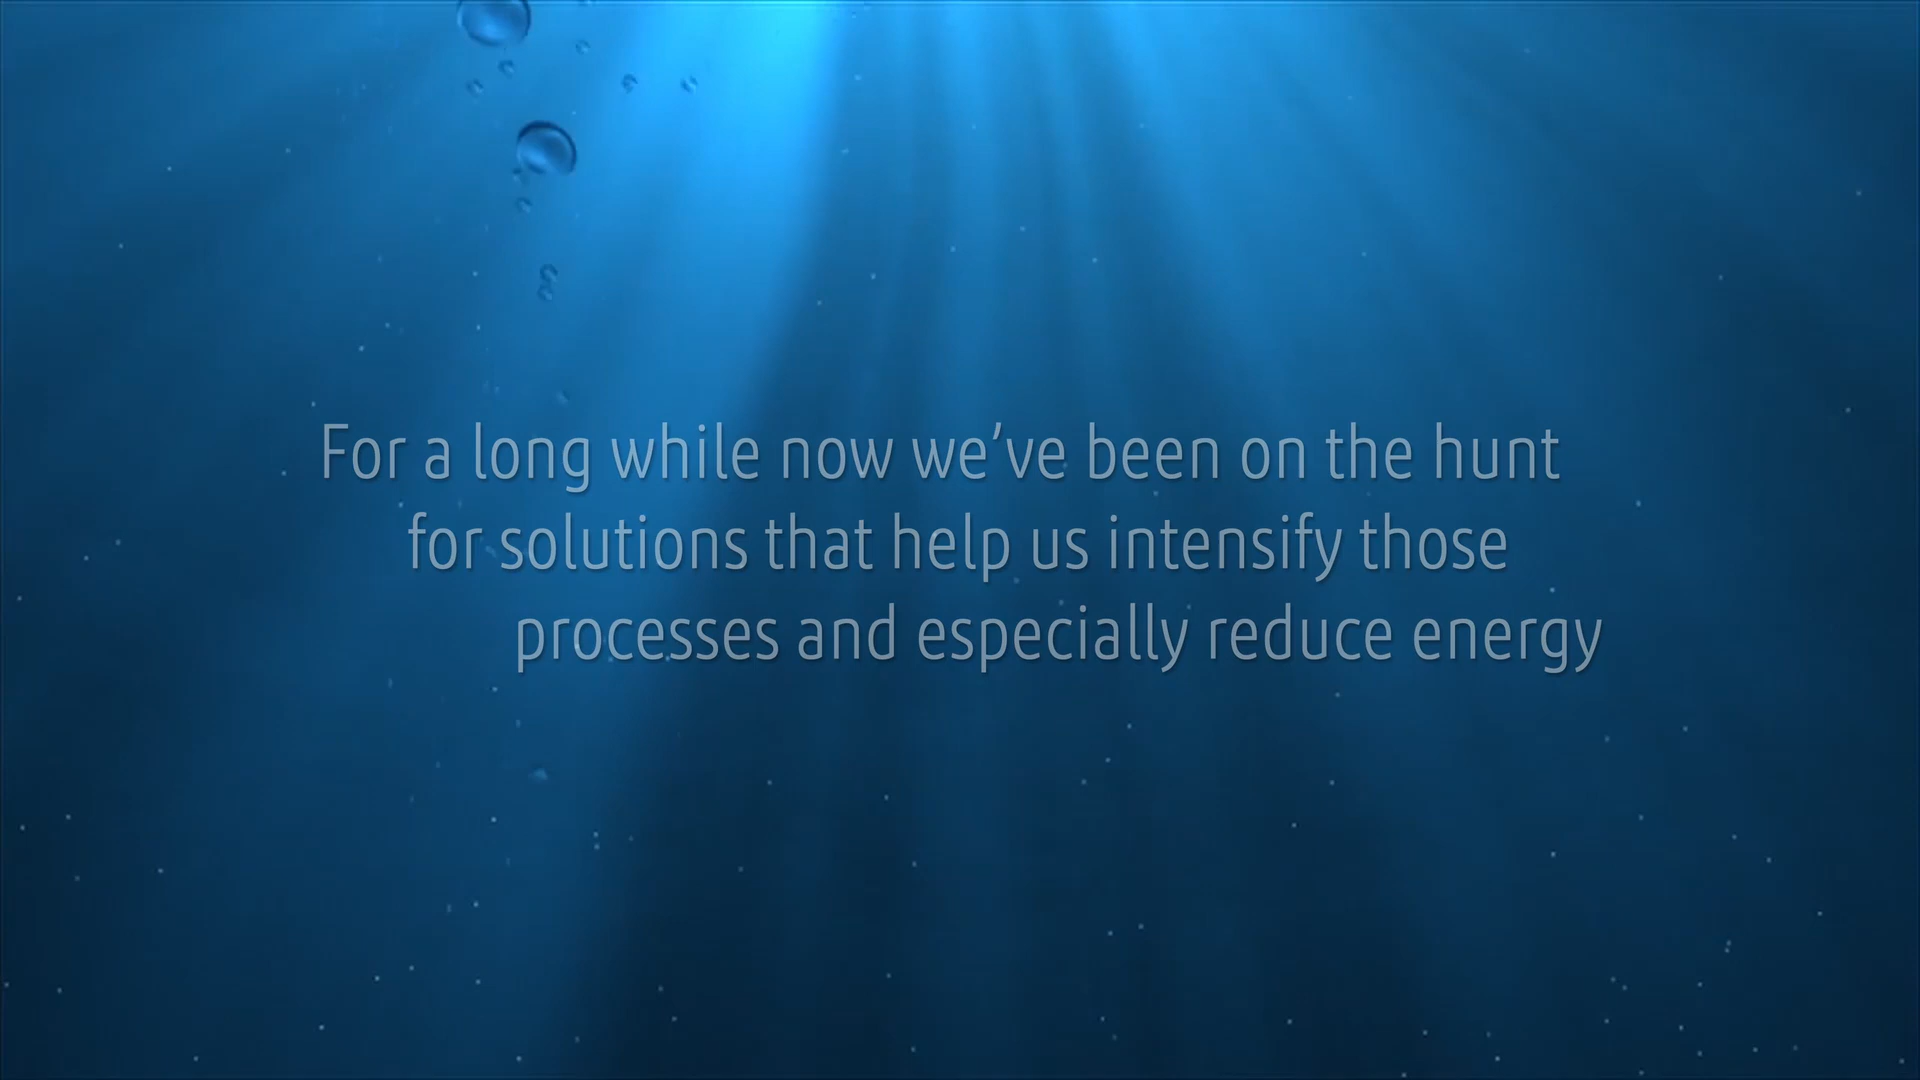 For a long while now we’ve been on the hunt
for solutions that help us intensify those
processes and especially reduce energy